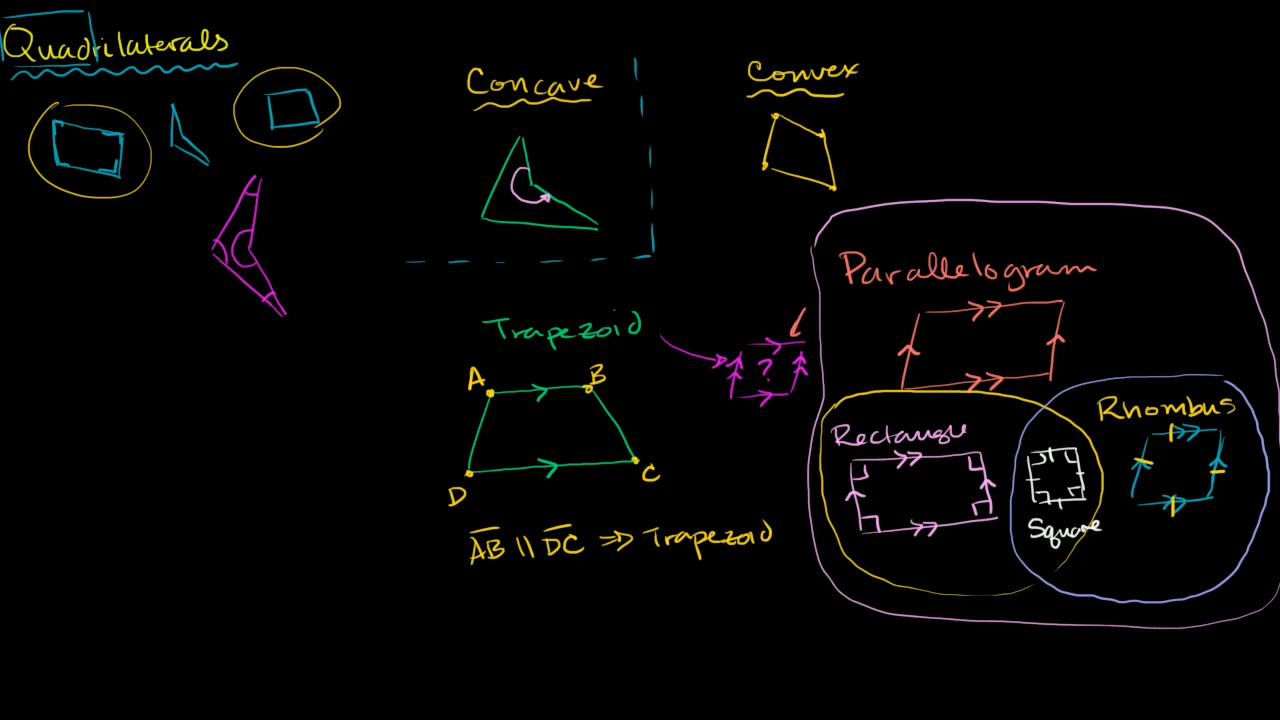 Quadrilaterals
Concave
Convex
Parallelogram
Trapezoid
?
A
B
D
C
Rectangle
Rhombus
Square
AB || DC => Trapezoid